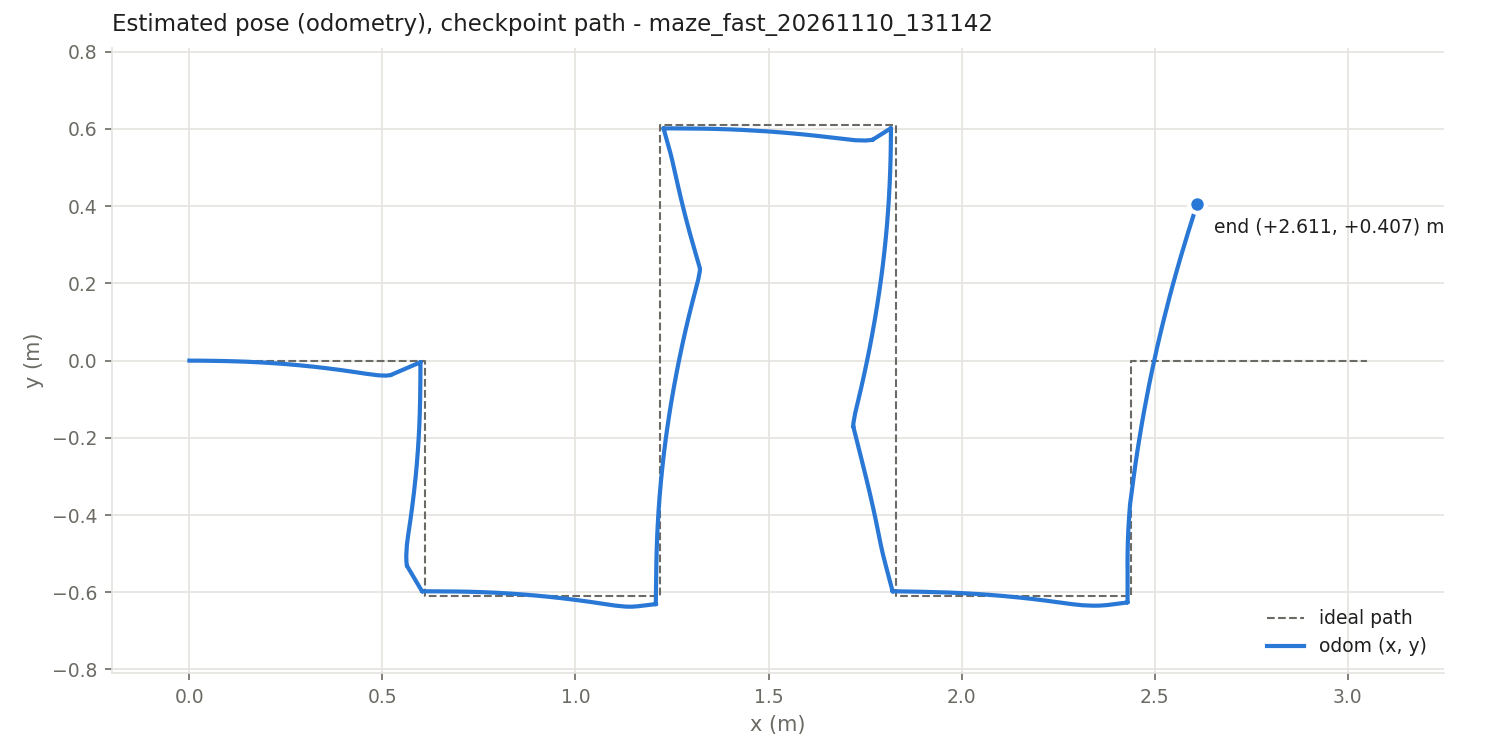 Estimated pose (odometry), checkpoint path - maze_fast_20261110_131142
0.8
0.6
0.4
0.2
0.0
−0.2
−0.4
−0.6
−0.8
y (m)
end (+2.611, +0.407) m
ideal path
odom (x, y)
0.0 0.5 1.0 1.5 2.0 2.5 3.0
x (m)